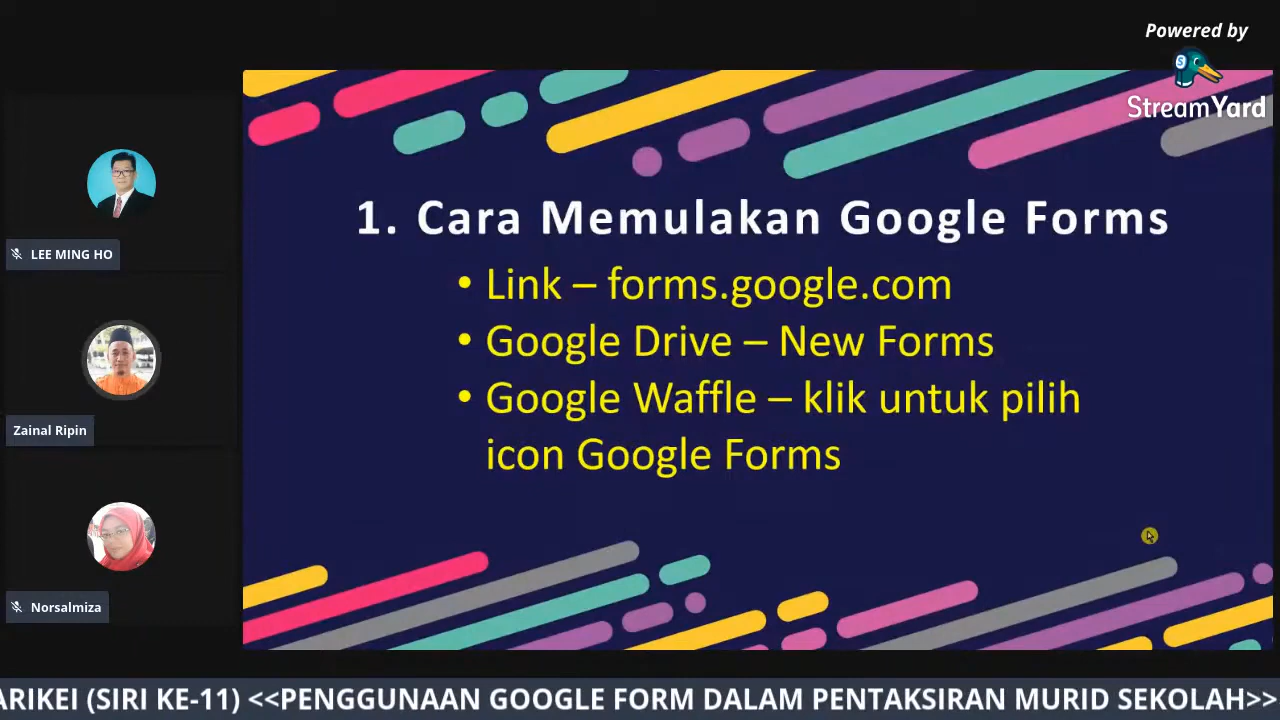 Powered by
StreamYard
LEE MING HO
Zainal Ripin
Norsalmiza
1. Cara Memulakan Google Forms
• Link – forms.google.com
• Google Drive – New Forms
• Google Waffle – klik untuk pilih
icon Google Forms
ARIKEI (SIRI KE-11) <<PENGGUNAAN GOOGLE FORM DALAM PENTAKSIRAN MURID SEKOLAH>>